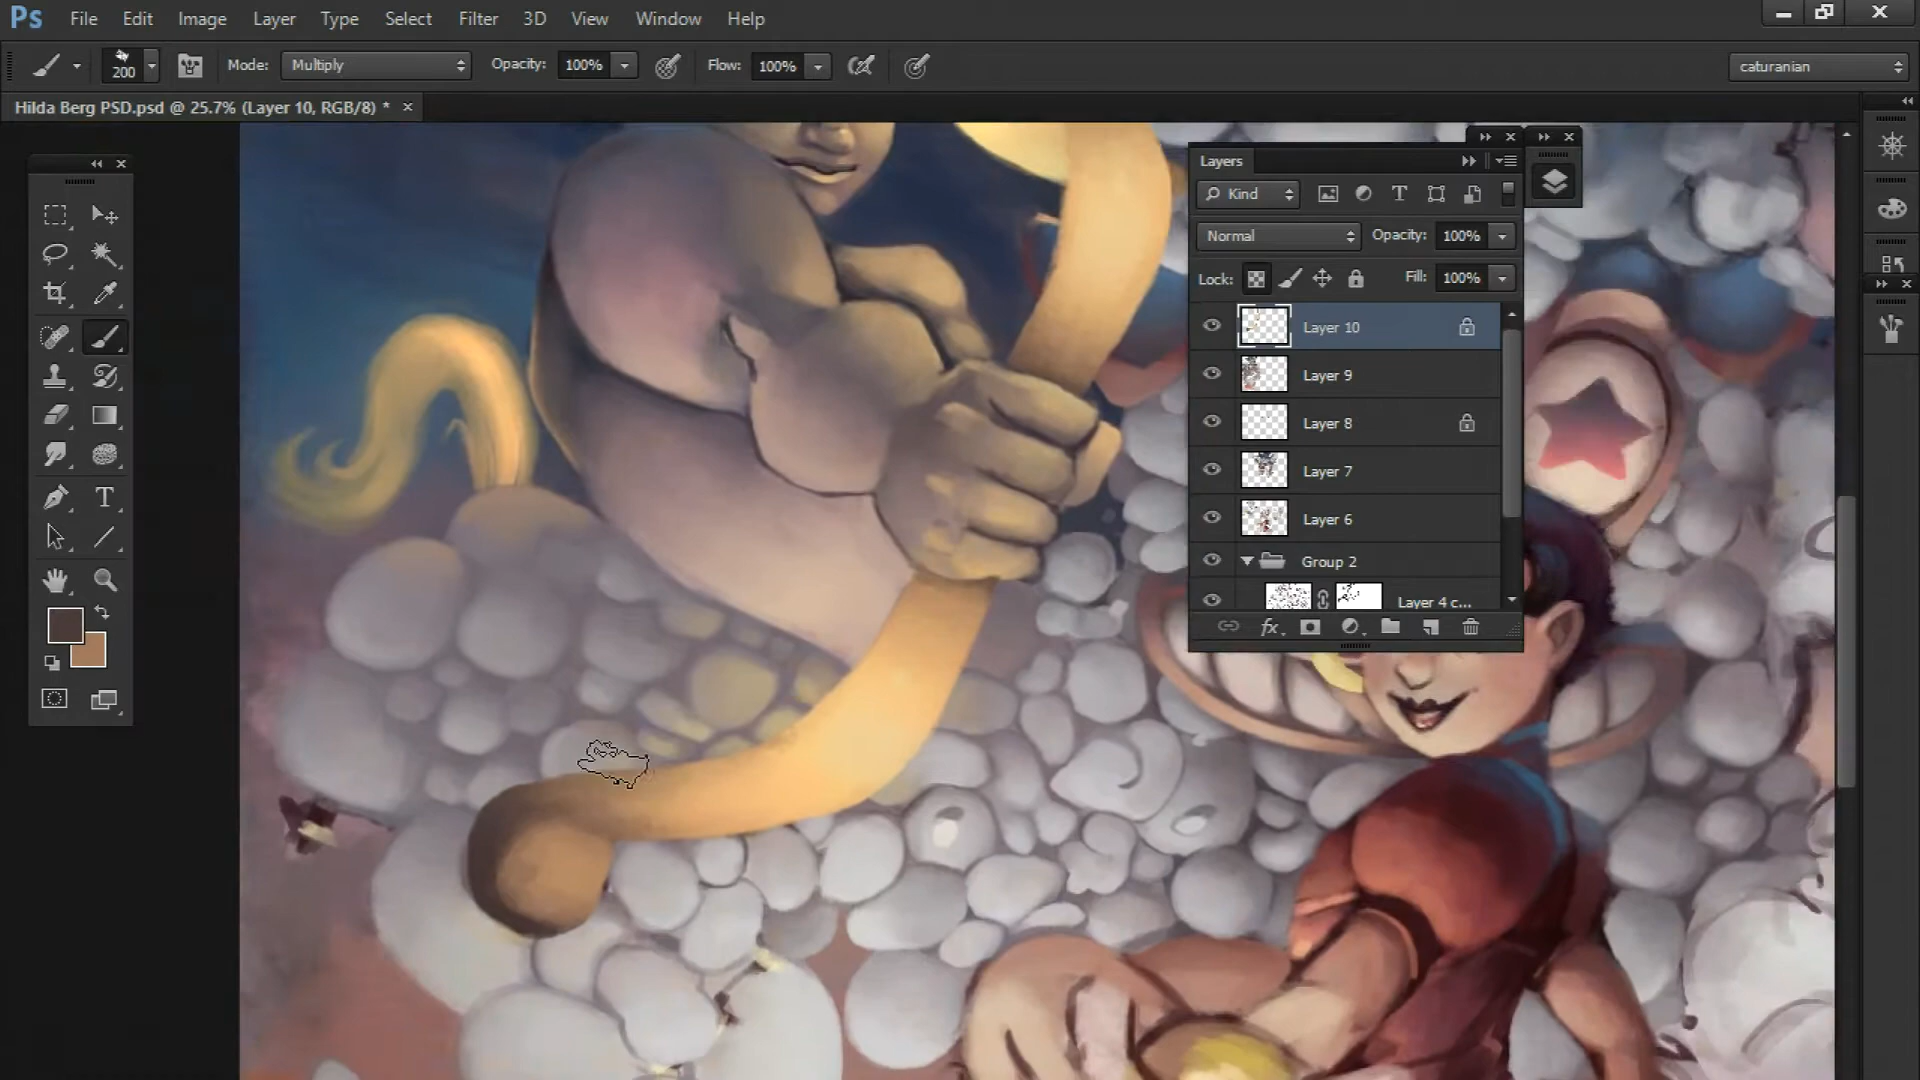 Ps File Edit Image Layer Type Select Filter 3D View Window Help
200 Mode: Multiply Opacity: 100% Flow: 100% caturanian
Hilda Berg PSD.psd @ 25.7% (Layer 10, RGB/8) * ×
Layers
Kind T
Normal Opacity: 100%
Lock: Fill: 100%
Layer 10
Layer 9
Layer 8
Layer 7
Layer 6
Group 2
Layer 4 c...
fx
T